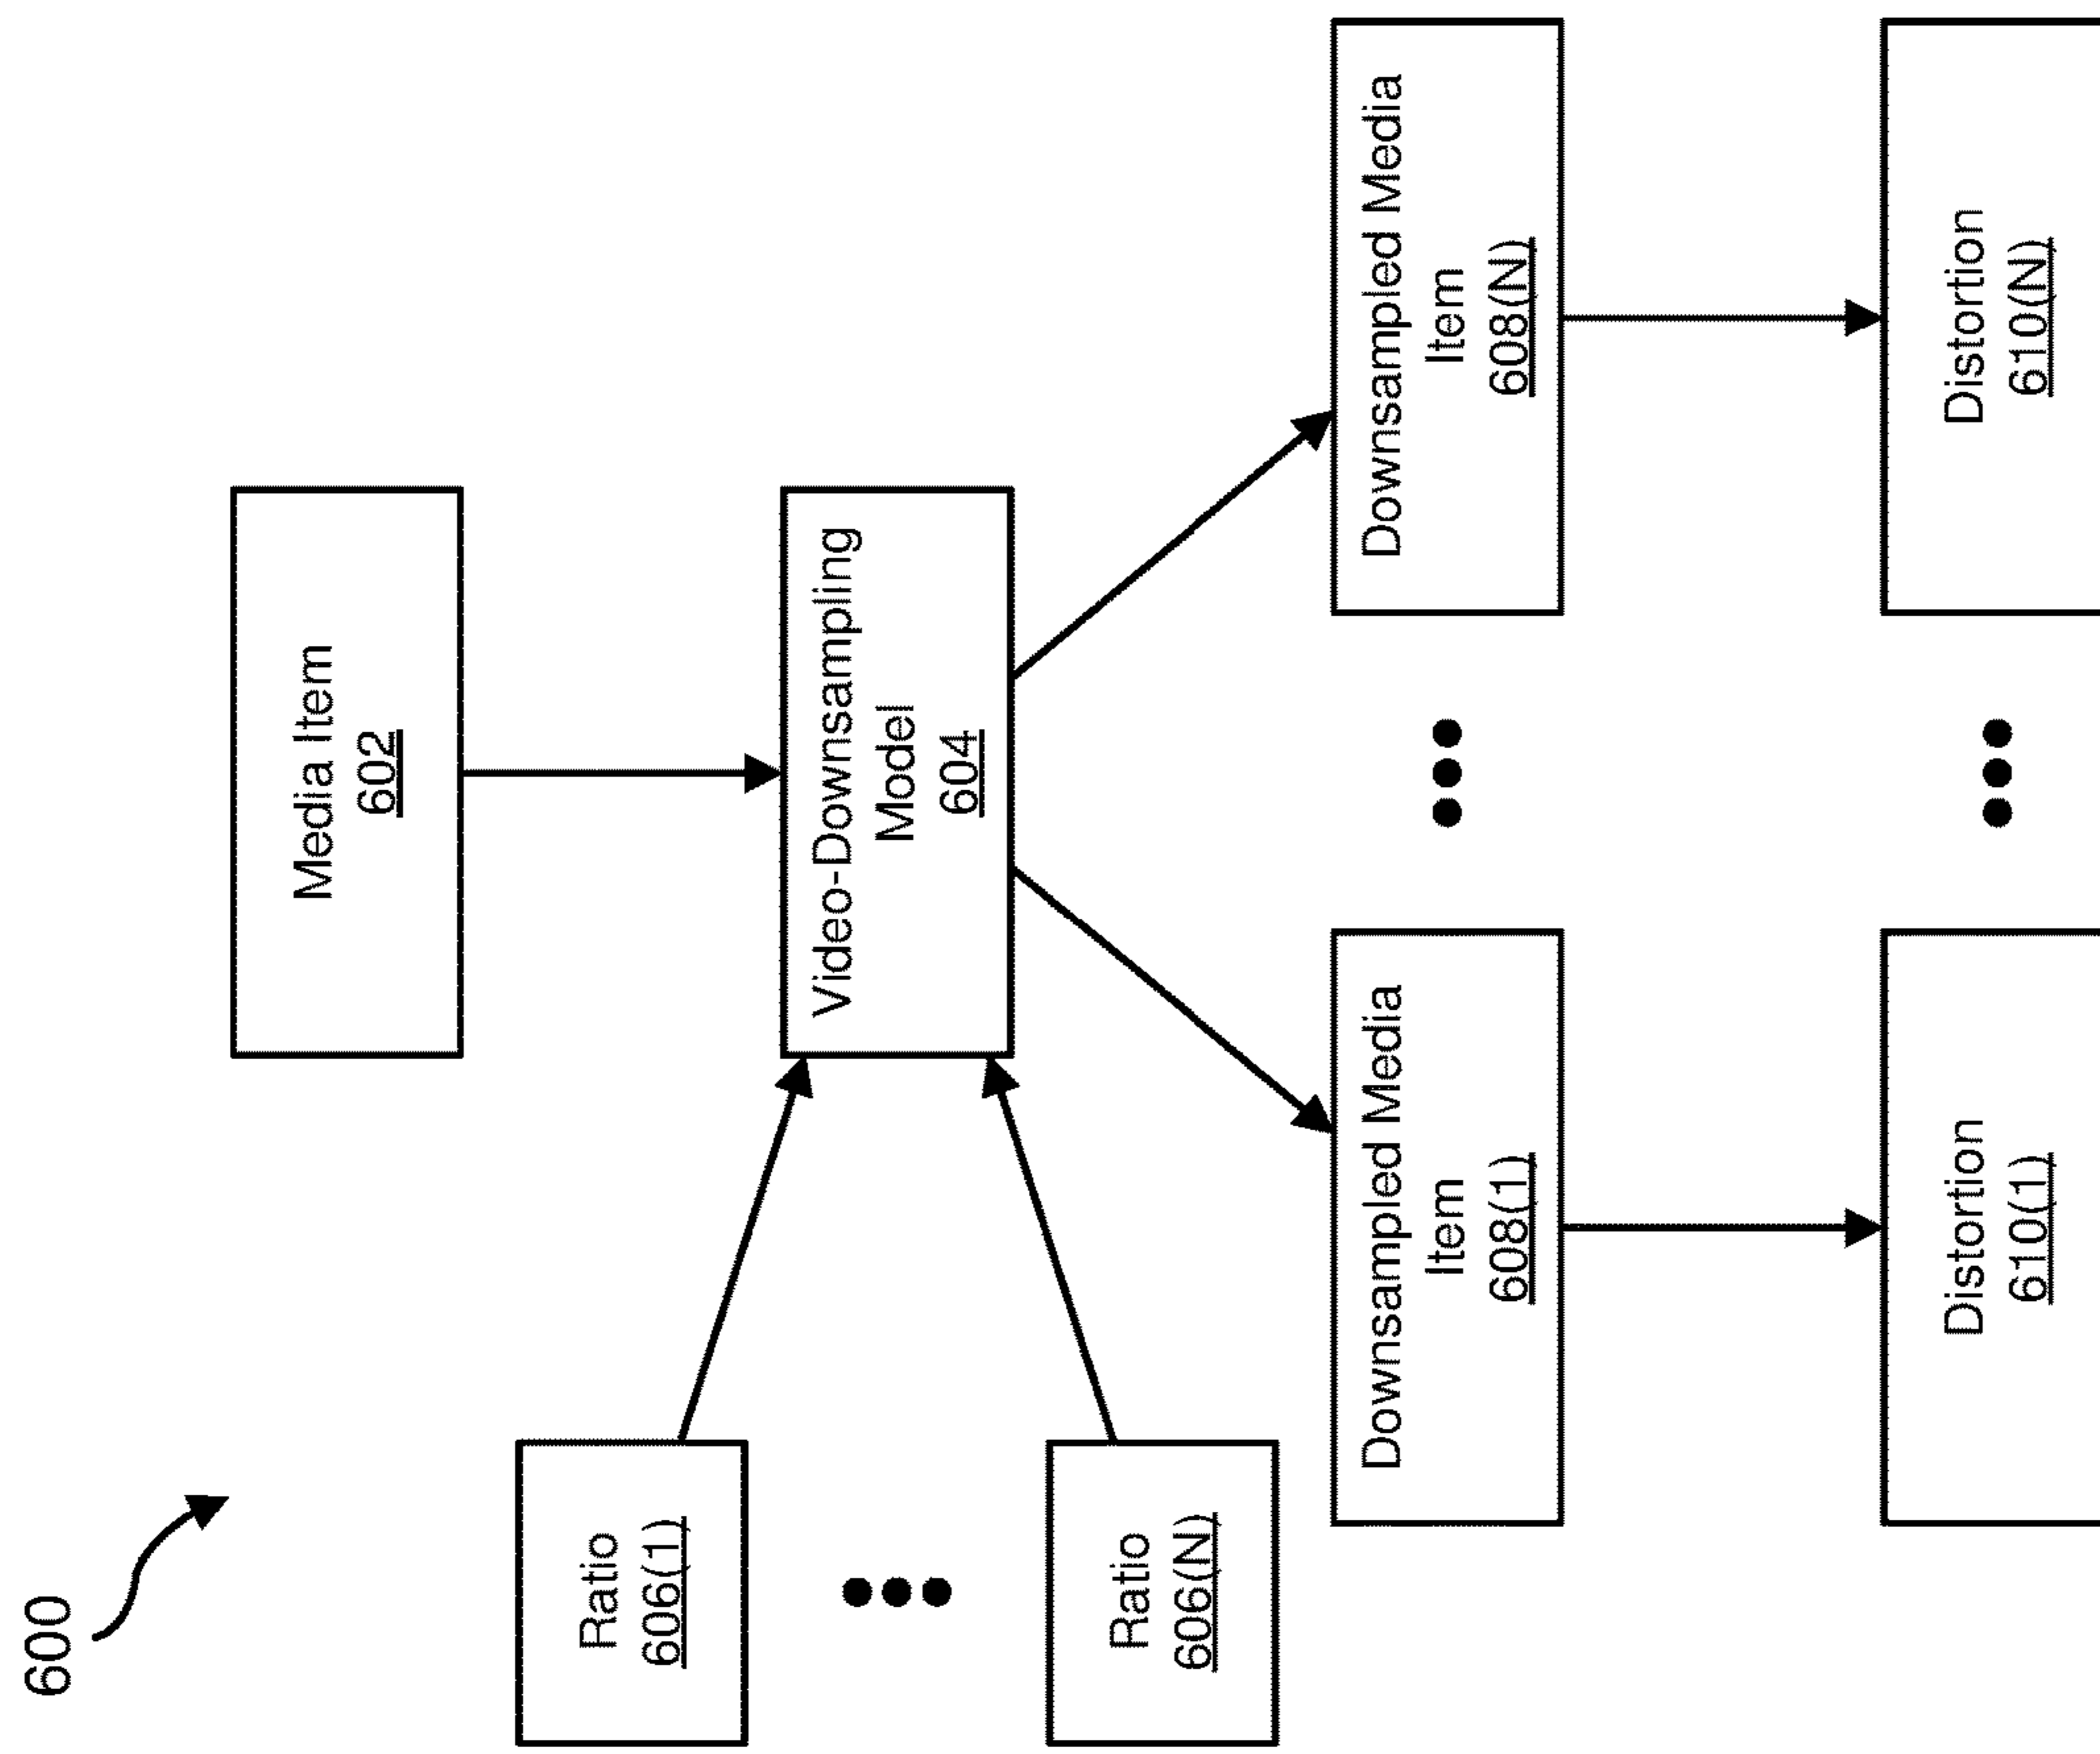 600
Media Item
602
Ratio
606(1)
Video-Downsampling
Model
604
Ratio
606(N)
Downsampled Media
Item
608(1)
Downsampled Media
Item
608(N)
Distortion
610(1)
Distortion
610(N)